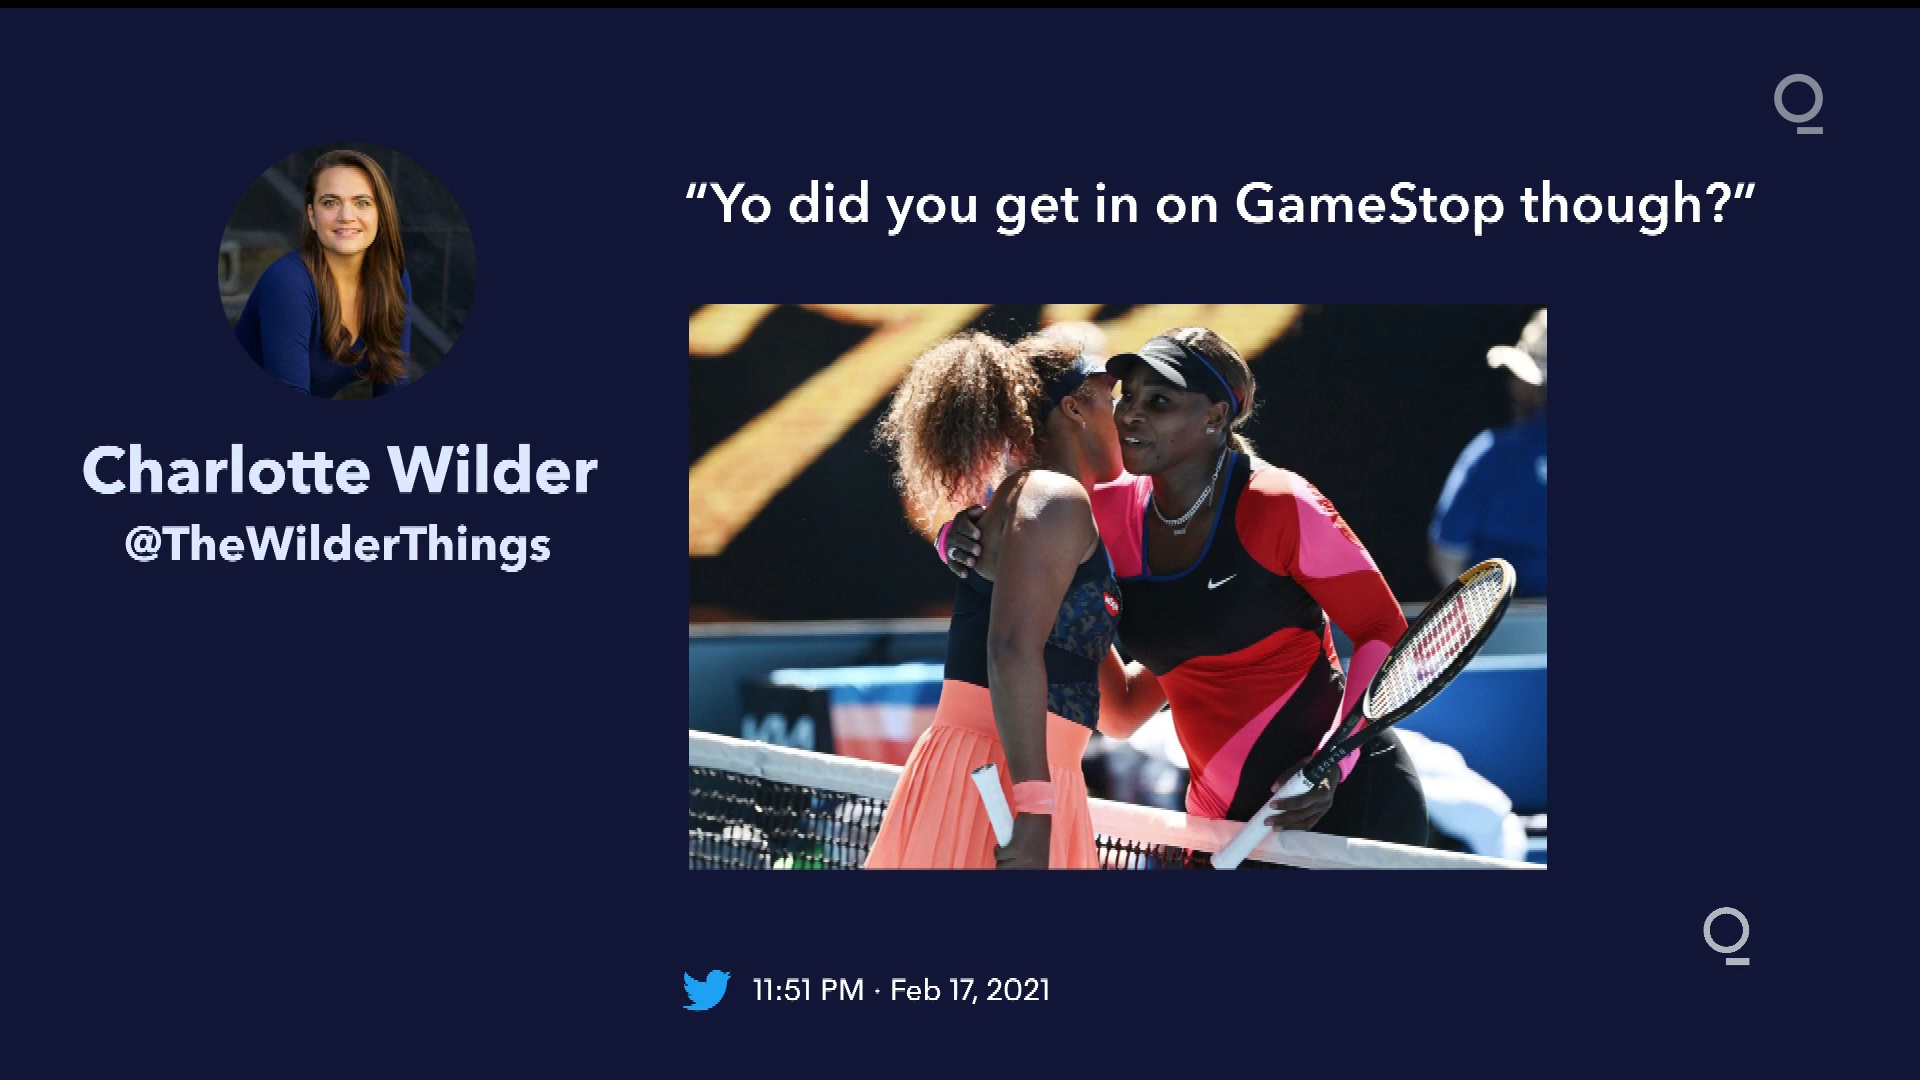 “Yo did you get in on GameStop though?”
Charlotte Wilder
@TheWilderThings
11:51 PM · Feb 17, 2021